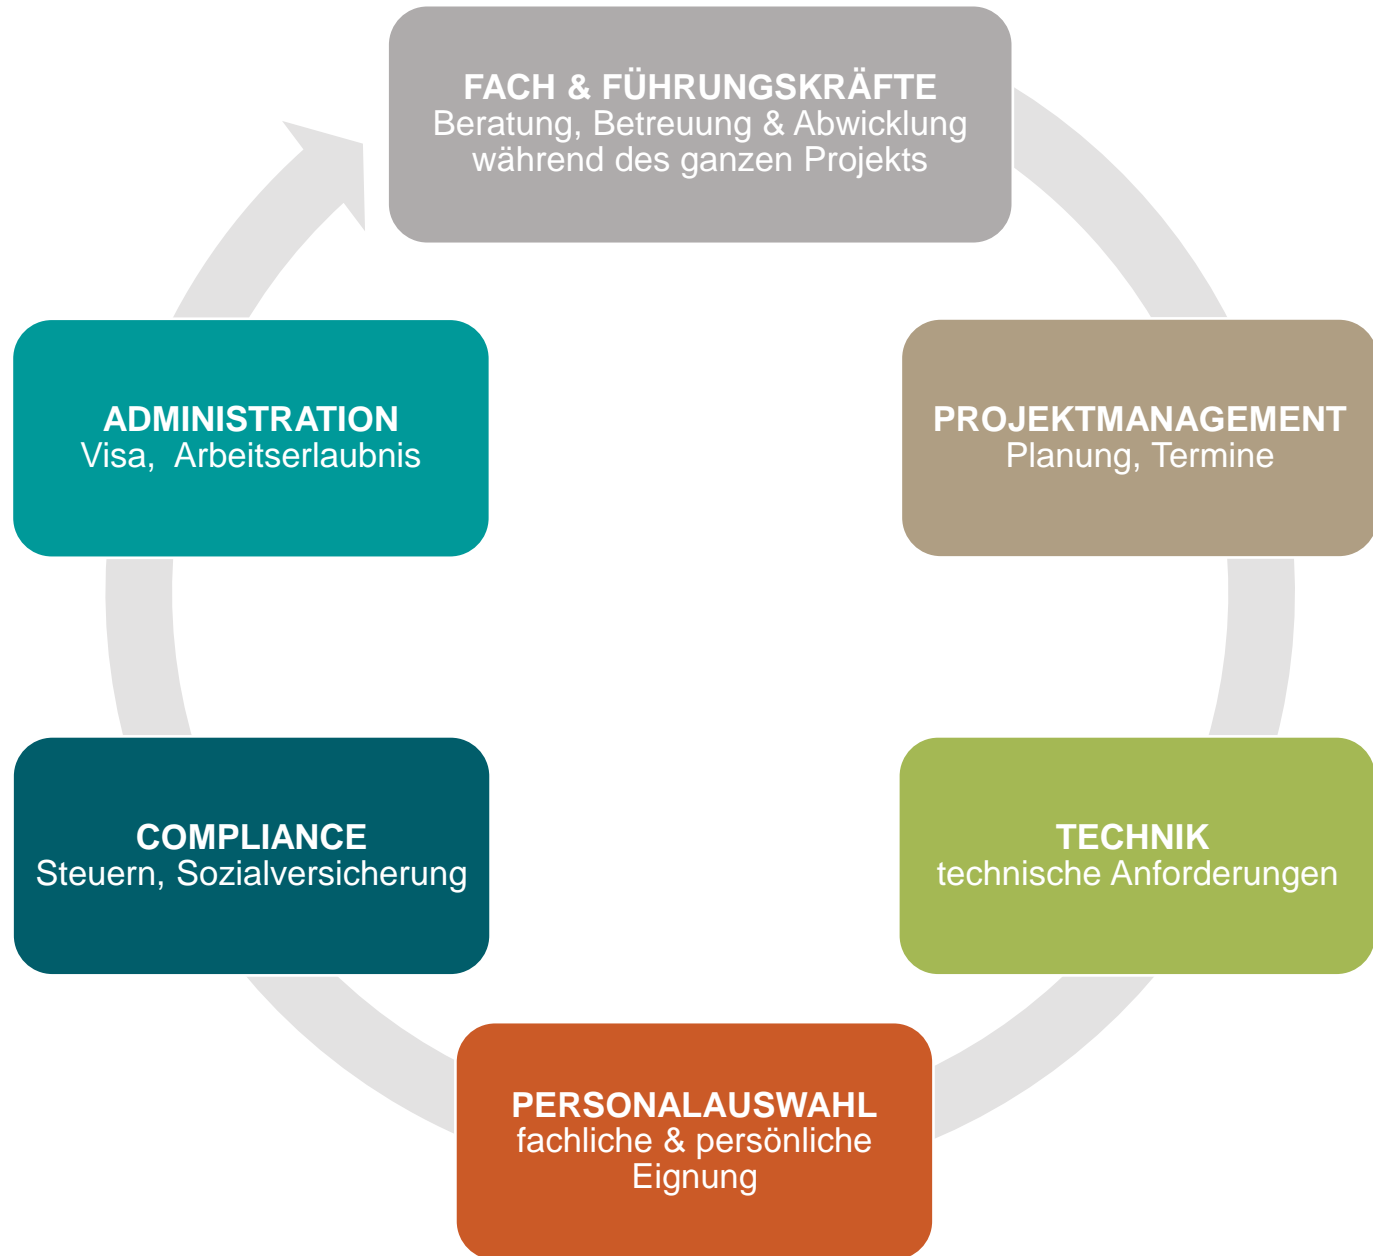 FACH & FÜHRUNGSKRÄFTE
Beratung, Betreuung & Abwicklung
während des ganzen Projekts
PROJEKTMANAGEMENT
Planung, Termine
TECHNIK
technische Anforderungen
PERSONALAUSWAHL
fachliche & persönliche
Eignung
COMPLIANCE
Steuern, Sozialversicherung
ADMINISTRATION
Visa,  Arbeitserlaubnis